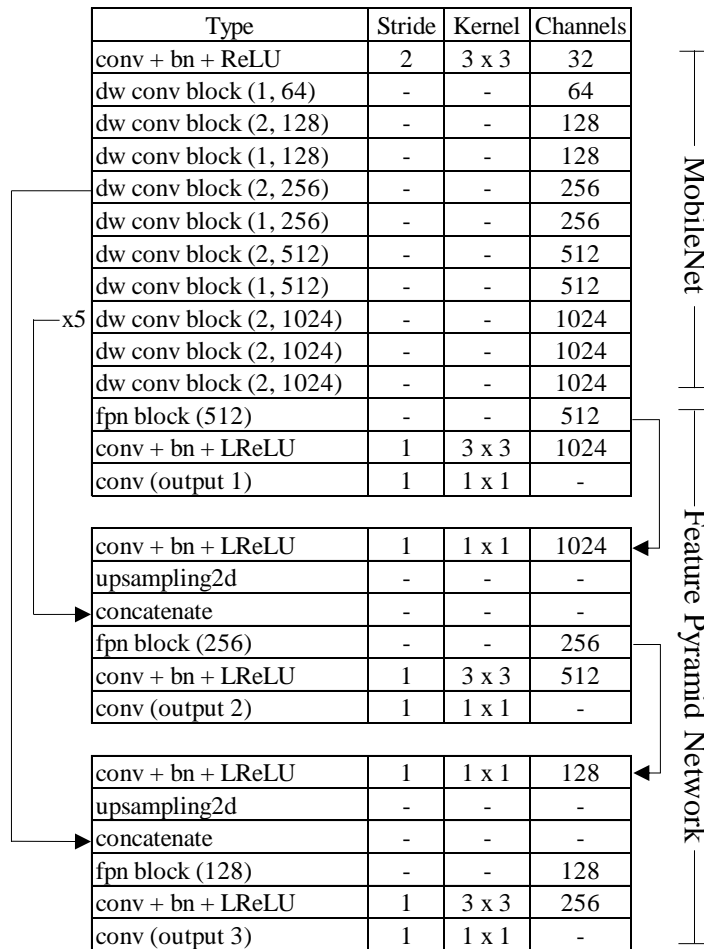 Type Stride Kernel Channels
conv + bn + ReLU 2 3 x 3 32
dw conv block (1, 64) - - 64
dw conv block (2, 128) - - 128
dw conv block (1, 128) - - 128
dw conv block (2, 256) - - 256
dw conv block (1, 256) - - 256
dw conv block (2, 512) - - 512
dw conv block (1, 512) - - 512
x5 dw conv block (2, 1024) - - 1024
dw conv block (2, 1024) - - 1024
dw conv block (2, 1024) - - 1024
fpn block (512) - - 512
conv + bn + LReLU 1 3 x 3 1024
conv (output 1) 1 1 x 1 -
conv + bn + LReLU 1 1 x 1 1024
upsampling2d - - -
concatenate - - -
fpn block (256) - - 256
conv + bn + LReLU 1 3 x 3 512
conv (output 2) 1 1 x 1 -
conv + bn + LReLU 1 1 x 1 128
upsampling2d - - -
concatenate - - -
fpn block (128) - - 128
conv + bn + LReLU 1 3 x 3 256
conv (output 3) 1 1 x 1 -
MobileNet
Feature Pyramid Network